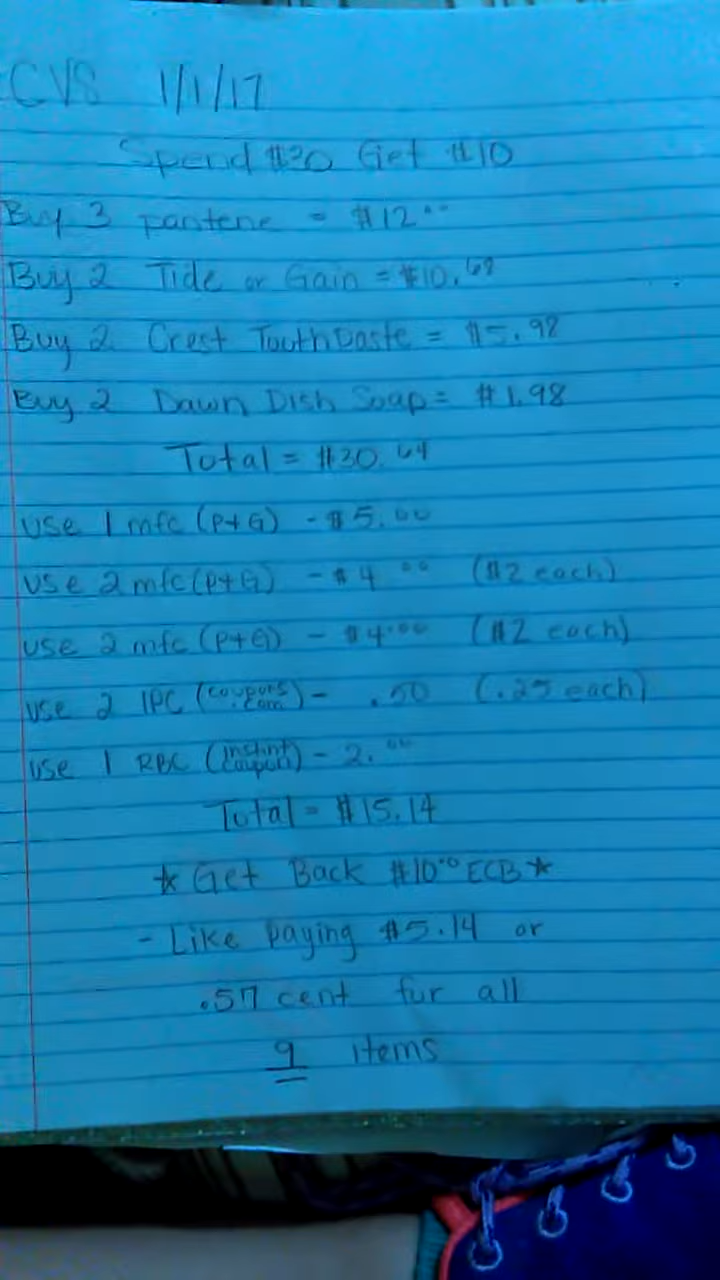 CVS 1/1/17
Spend $30 Get $10
Buy 3 pantene = $12.00
Buy 2 Tide or Gain = $10.68
Buy 2 Crest Toothpaste = $5.98
Buy 2 Dawn Dish Soap = $1.98
Total = $30.64
use 1 mfc (P+G) - $5.00
use 2 mfc (P+G) - $4.00 ($2 each)
use 2 mfc (P+G) - $4.00 ($2 each)
use 2 IPC (coupons.com) - .50 (.25 each)
use 1 RBC (instint coupon) - 2.00
Total = $15.14
★ Get Back $10.00 ECB ★
- Like paying $5.14 or
.57 cent for all
9 items